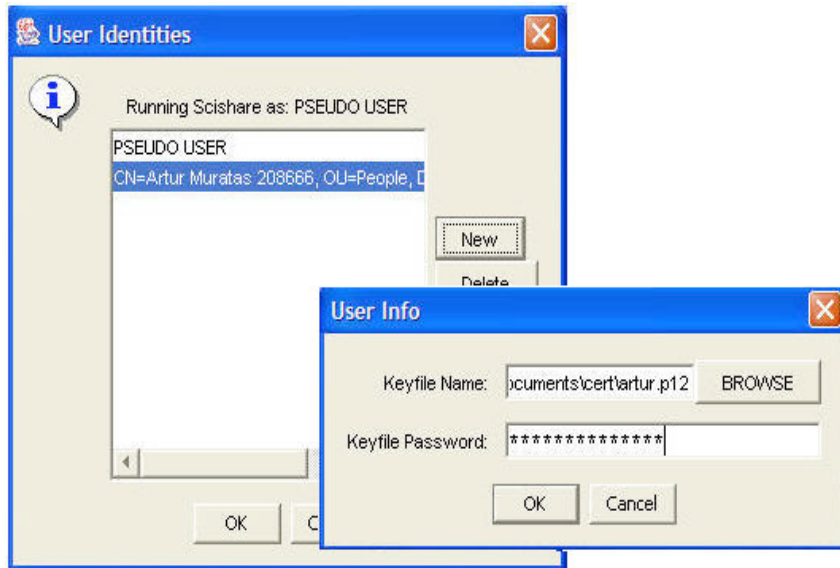 User Identities
Running Scishare as: PSEUDO USER
PSEUDO USER
CN=Artur Muratas 208666, OU=People, D
New
Delete
OK
C
User Info
Keyfile Name:
ocuments\cert\artur.p12
BROWSE
Keyfile Password:
**************
OK
Cancel